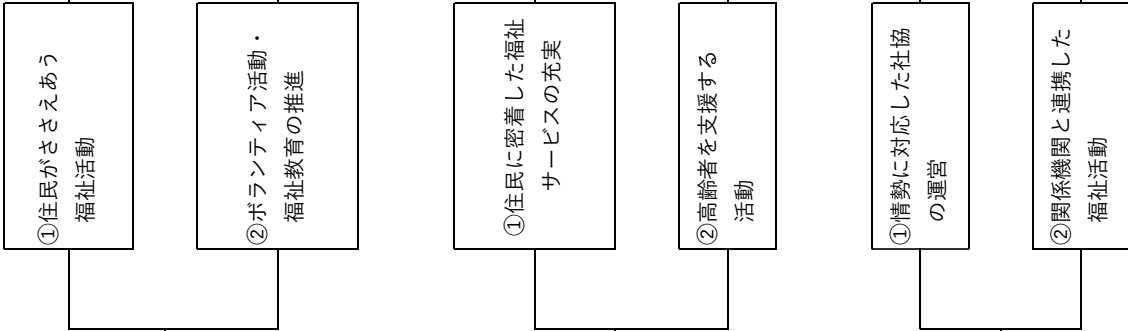 ①住民がささえあう
福祉活動
②ボランティア活動・
福祉教育の推進
①住民に密着した福祉
サービスの充実
②高齢者を支援する
活動
①情勢に対応した社協
の運営
②関係機関と連携した
福祉活動